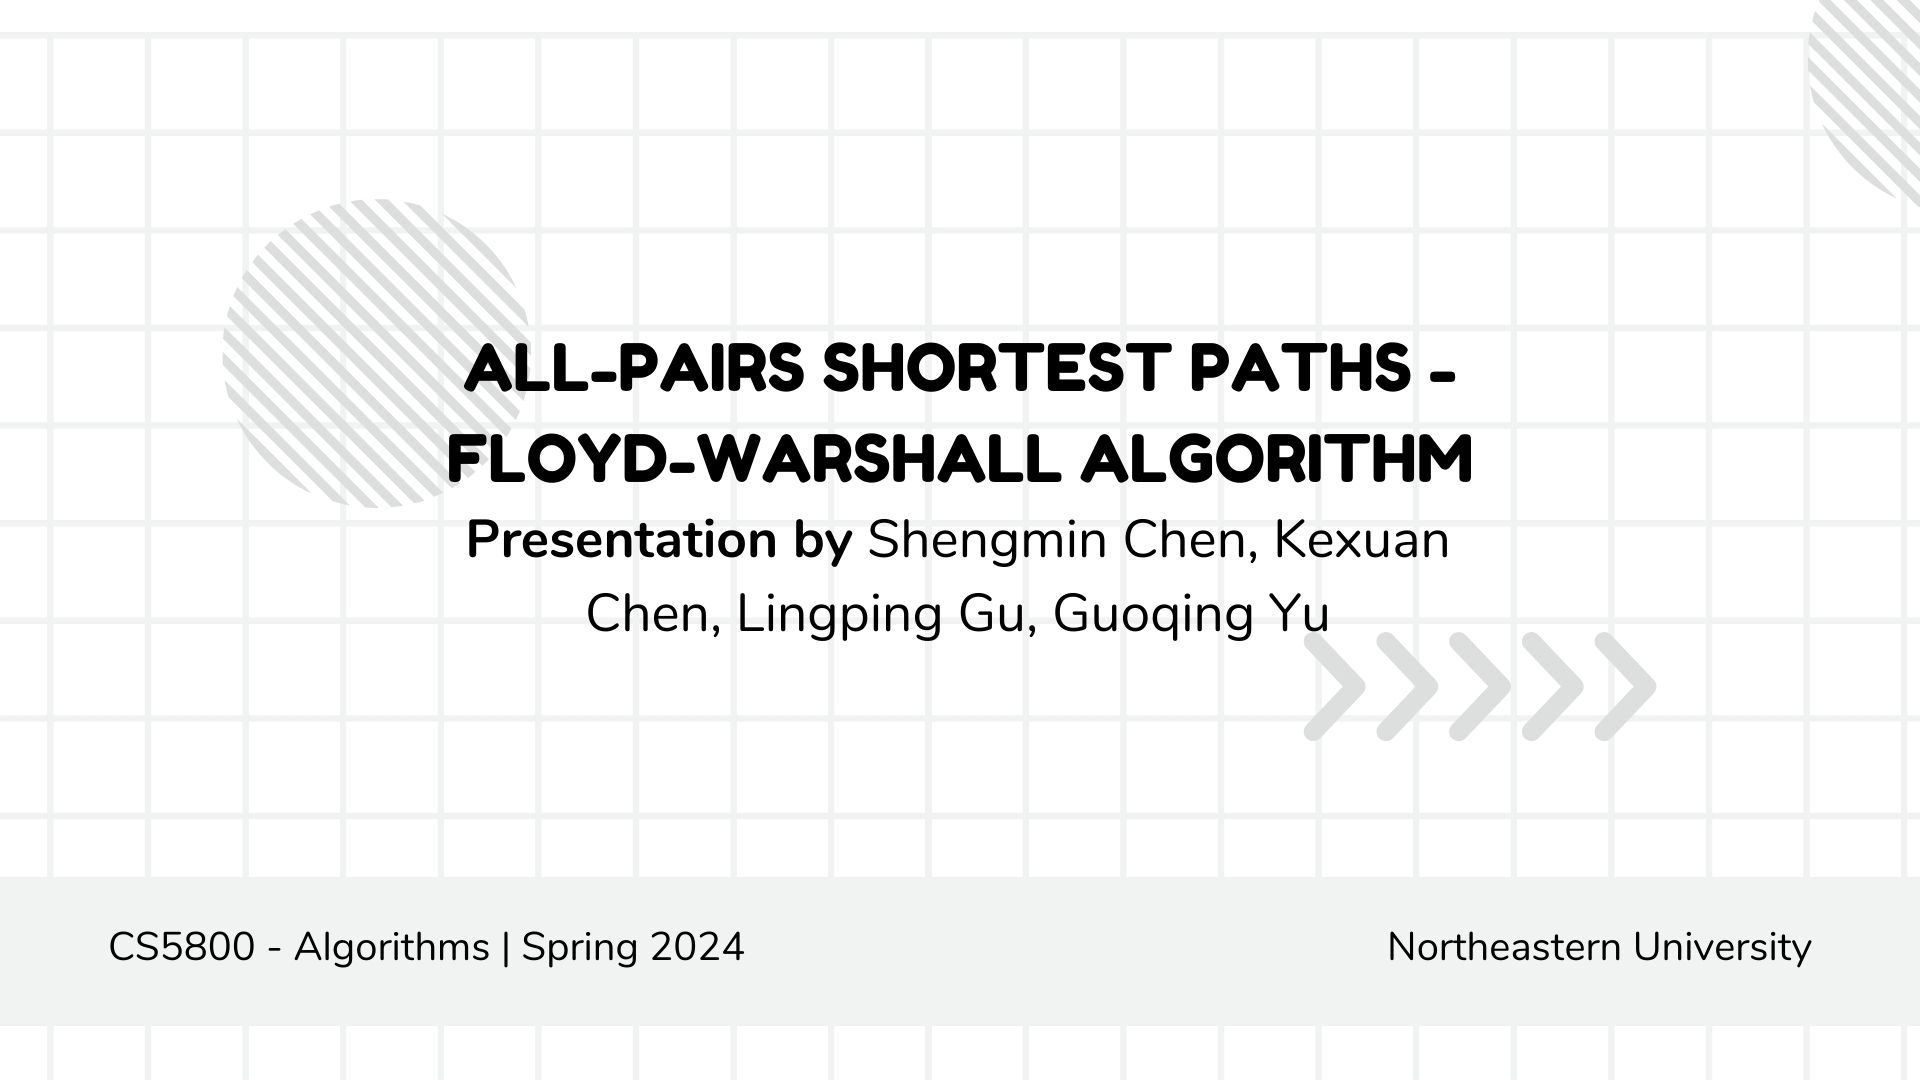 ALL-PAIRS SHORTEST PATHS -
FLOYD-WARSHALL ALGORITHM
Presentation by Shengmin Chen, Kexuan
Chen, Lingping Gu, Guoqing Yu
CS5800 - Algorithms | Spring 2024
Northeastern University